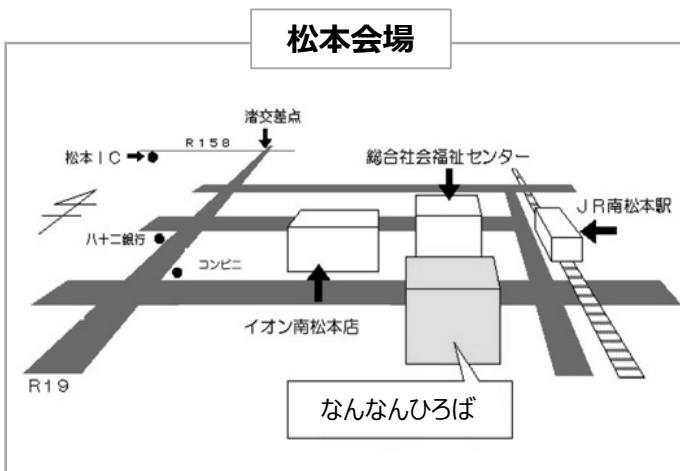 松本会場
渚交差点
R158
松本IC
総合社会福祉センター
JR南松本駅
八十二銀行
コンビニ
イオン南松本店
R19
なんなんひろば